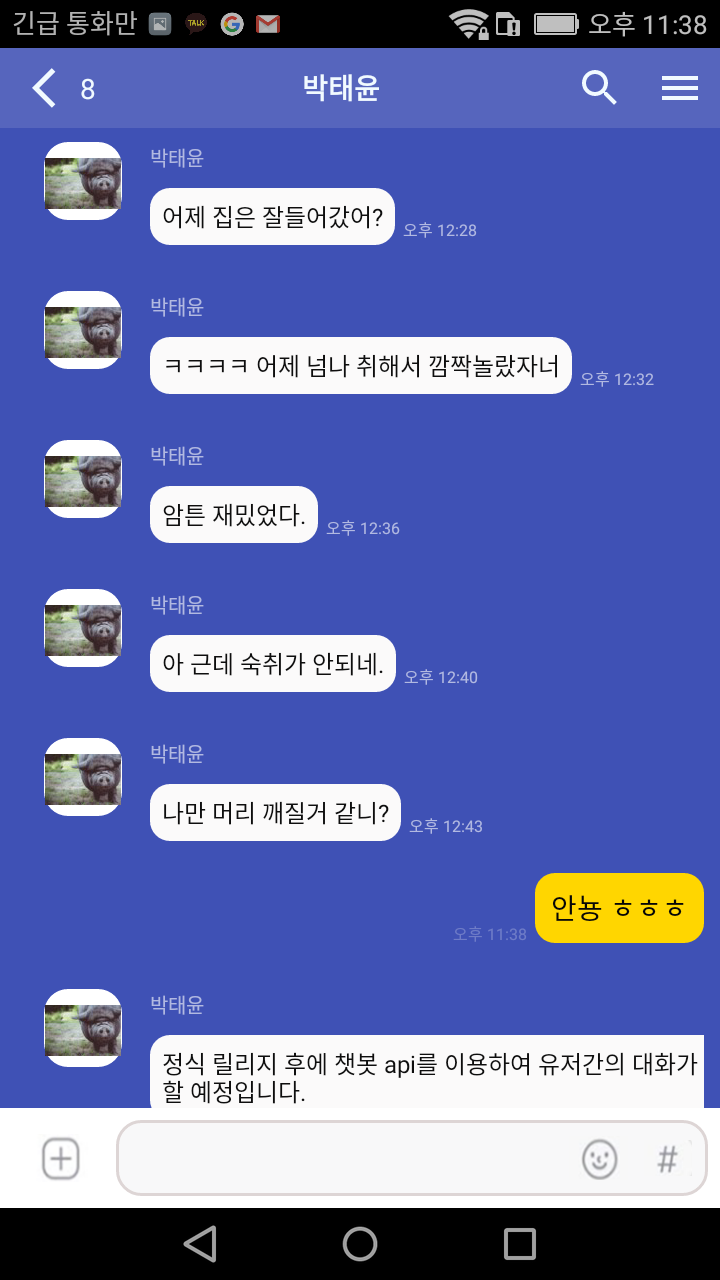 긴급 통화만 TALK G 오후 11:38
8 박태윤
박태윤
어제 집은 잘들어갔어?
오후 12:28
박태윤
ㅋㅋㅋㅋ 어제 넘나 취해서 깜짝놀랐자너
오후 12:32
박태윤
암튼 재밌었다.
오후 12:36
박태윤
아 근데 숙취가 안되네.
오후 12:40
박태윤
나만 머리 깨질거 같니?
오후 12:43
안뇽 ㅎㅎㅎ
오후 11:38
박태윤
정식 릴리지 후에 챗봇 api를 이용하여 유저간의 대화가
할 예정입니다.
#